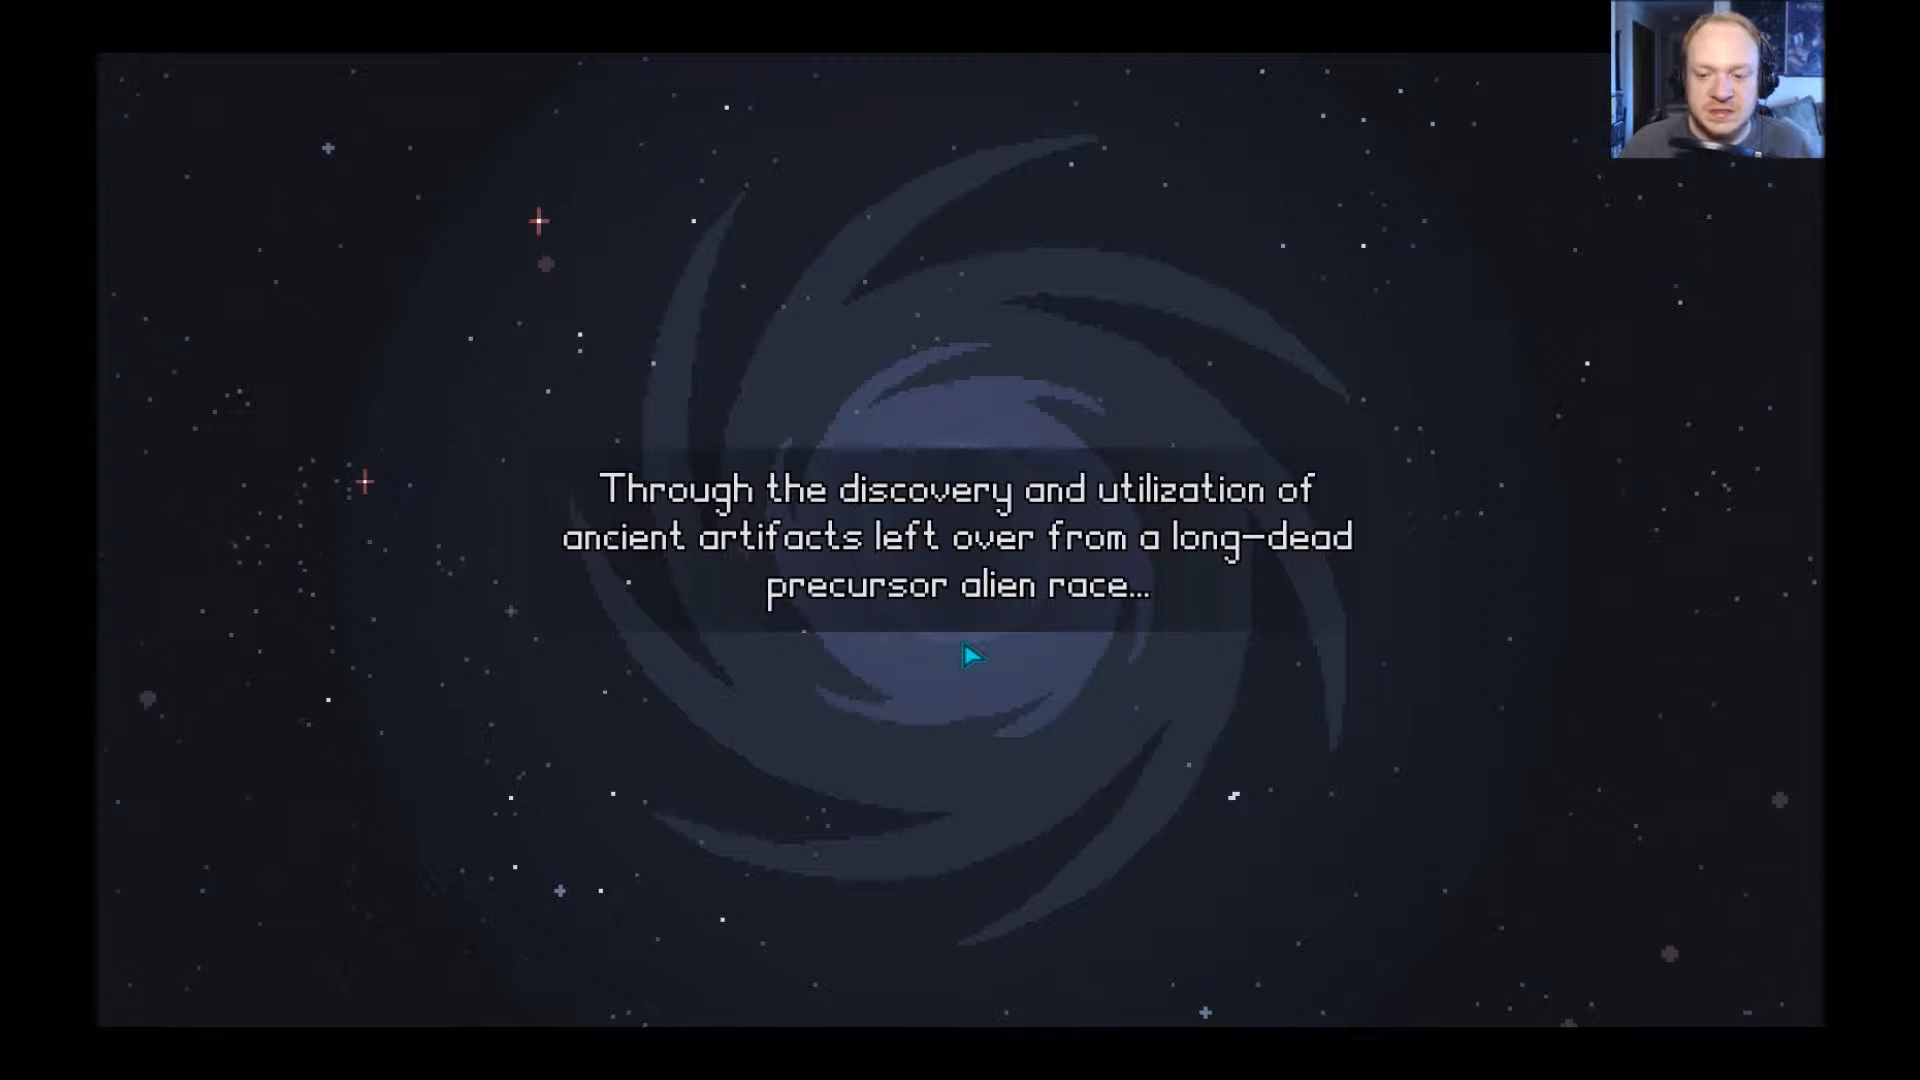 Through the discovery and utilization of
ancient artifacts left over from a long-dead
precursor alien race...